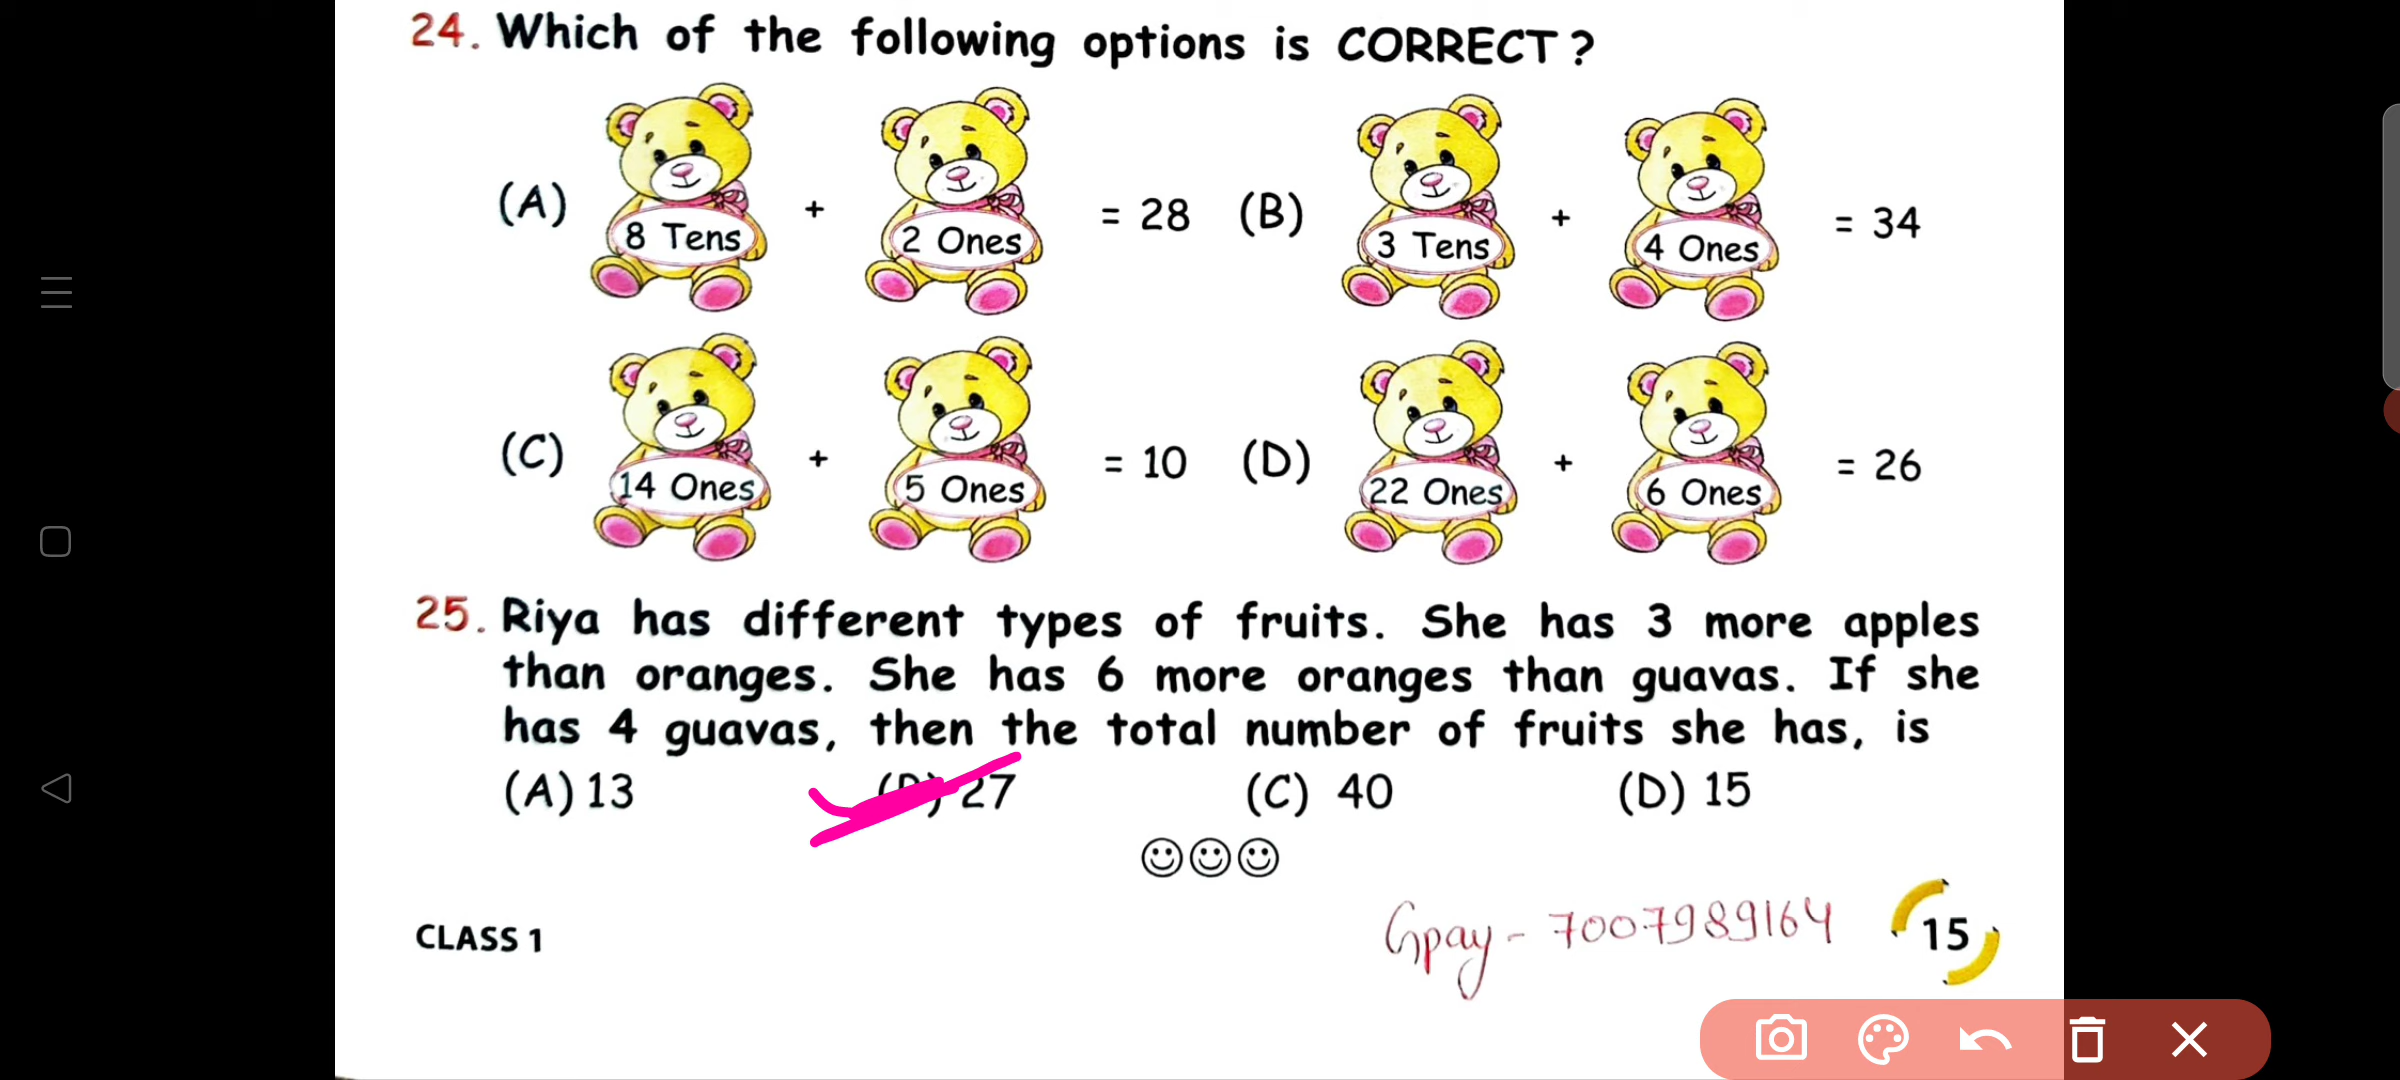 24. Which of the following options is CORRECT?
(A) 8 Tens + 2 Ones = 28 (B) 3 Tens + 4 Ones = 34
(C) 14 Ones + 5 Ones = 10 (D) 22 Ones + 6 Ones = 26
25. Riya has different types of fruits. She has 3 more apples
than oranges. She has 6 more oranges than guavas. If she
has 4 guavas, then the total number of fruits she has, is
(A) 13 (B) 27 (C) 40 (D) 15
Gpay - 7007989164
CLASS 1 15